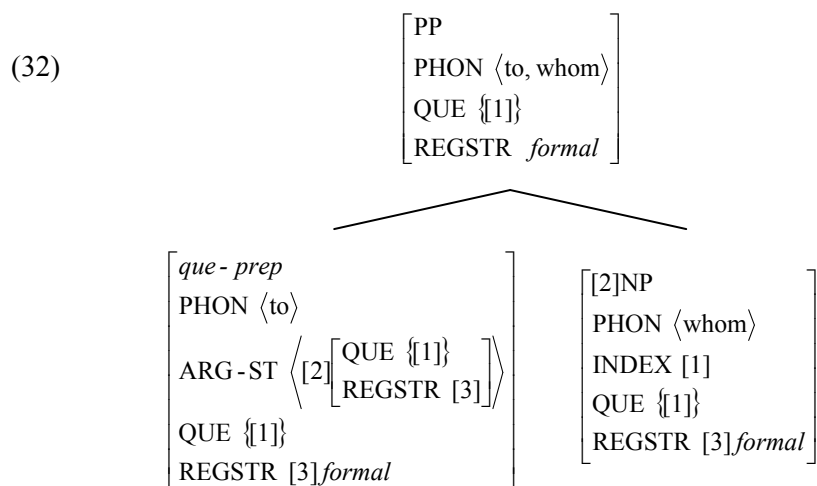 (32)
PP
PHON ⟨to, whom⟩
QUE {[1]}
REGSTR formal
que - prep
PHON ⟨to⟩
ARG - ST ⟨[2][QUE {[1]}
REGSTR [3]]⟩
QUE {[1]}
REGSTR [3] formal
[2]NP
PHON ⟨whom⟩
INDEX [1]
QUE {[1]}
REGSTR [3] formal